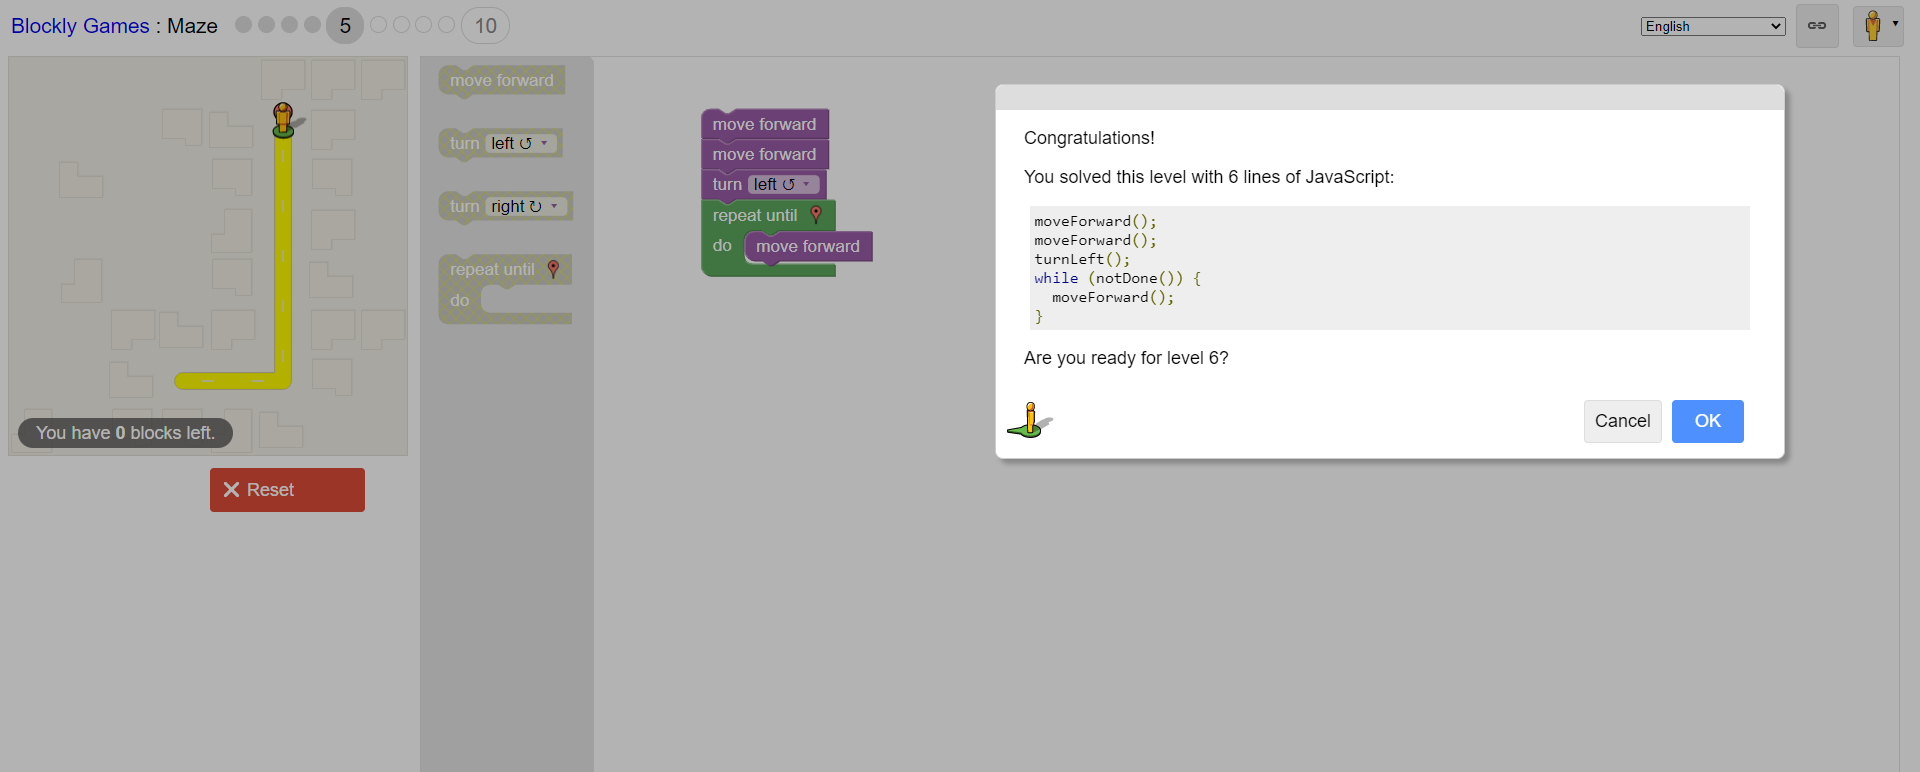 Blockly Games : Maze 5 10
English
You have 0 blocks left.
Reset
move forward
turn left ↺
turn right ↻
repeat until
do
move forward
move forward
turn left ↺
repeat until
do move forward
Congratulations!
You solved this level with 6 lines of JavaScript:
moveForward();
moveForward();
turnLeft();
while (notDone()) {
  moveForward();
}
Are you ready for level 6?
Cancel OK